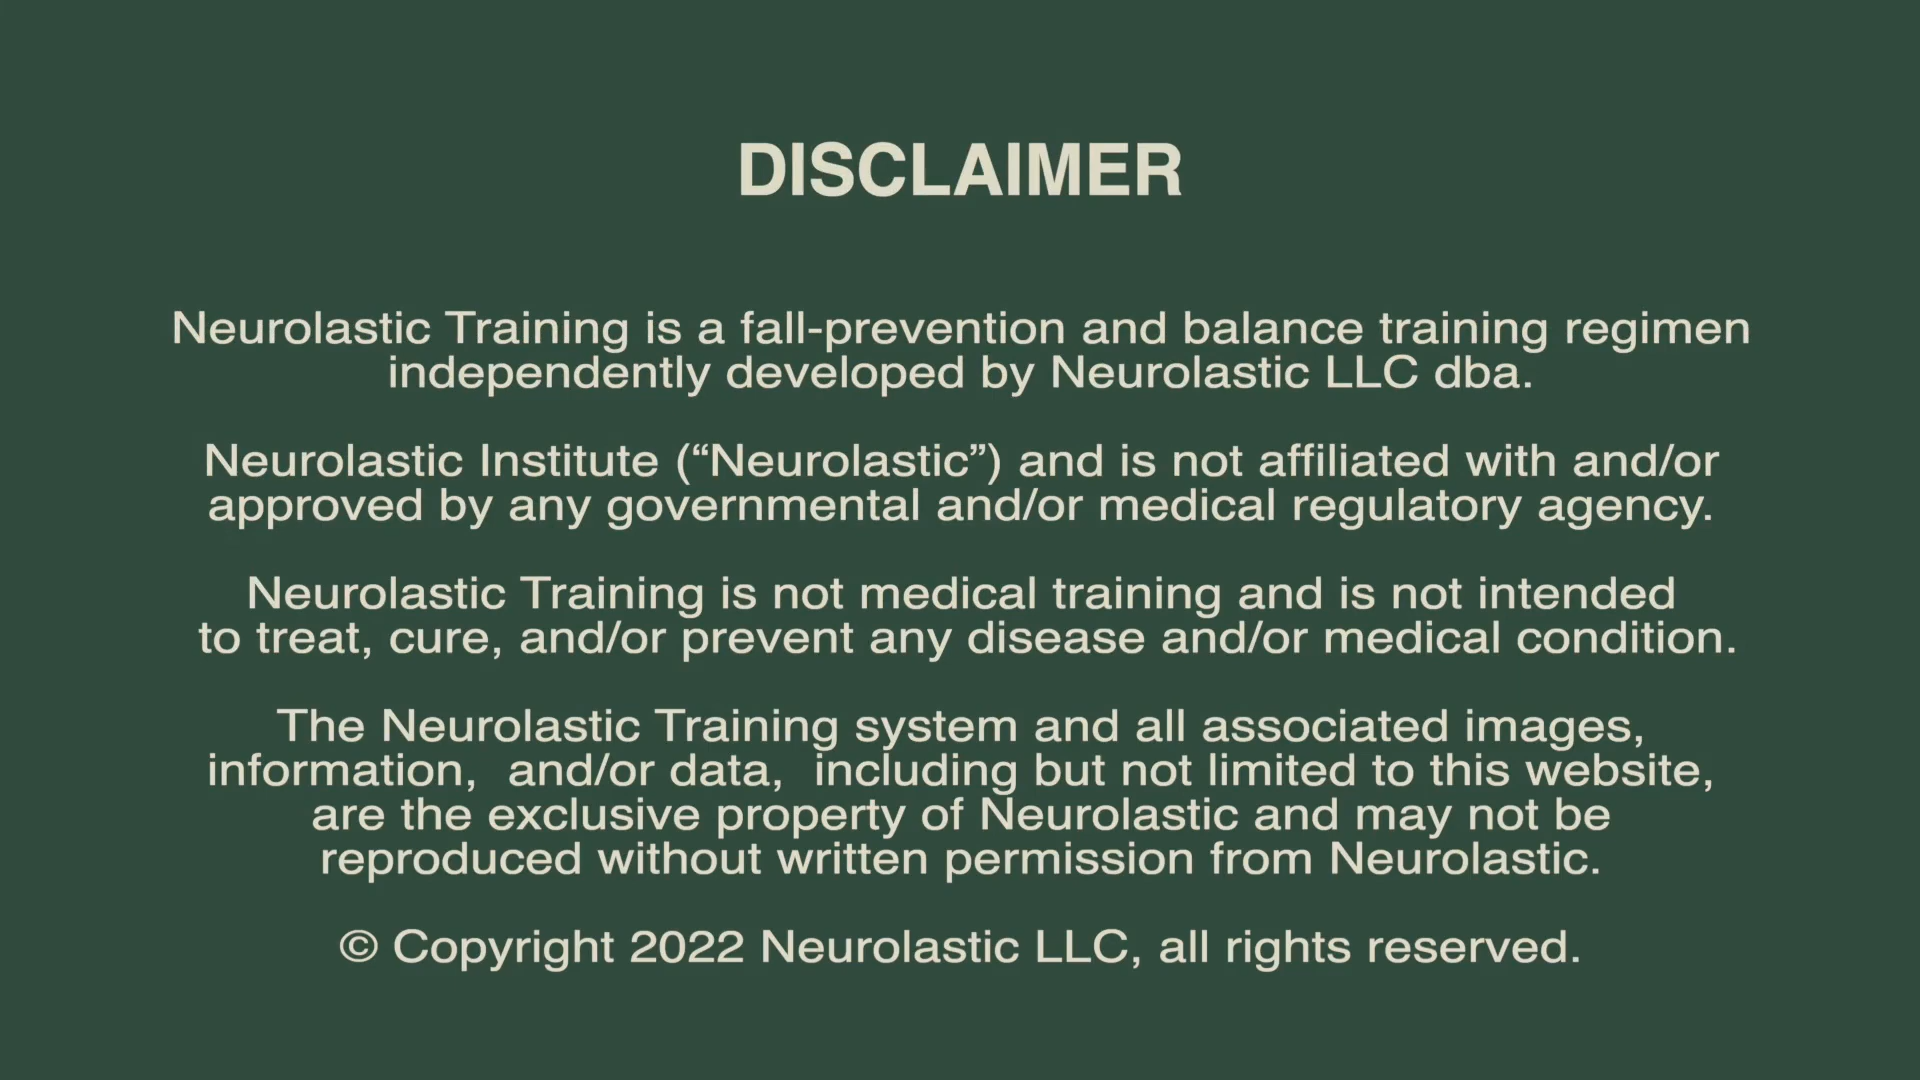 DISCLAIMER
Neurolastic Training is a fall-prevention and balance training regimen
independently developed by Neurolastic LLC dba.
Neurolastic Institute (“Neurolastic”) and is not affiliated with and/or
approved by any governmental and/or medical regulatory agency.
Neurolastic Training is not medical training and is not intended
to treat, cure, and/or prevent any disease and/or medical condition.
The Neurolastic Training system and all associated images,
information,  and/or data,  including but not limited to this website,
are the exclusive property of Neurolastic and may not be
reproduced without written permission from Neurolastic.
© Copyright 2022 Neurolastic LLC, all rights reserved.